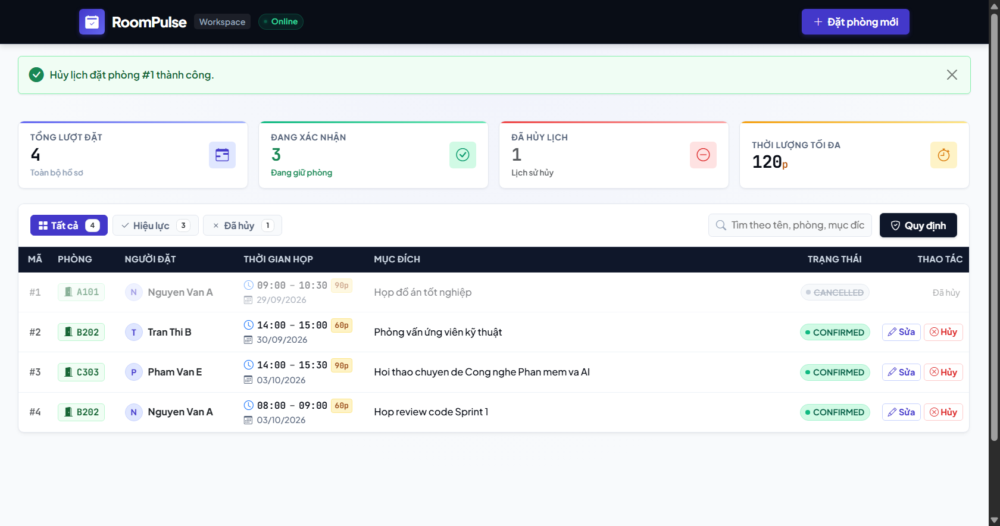 RoomPulse Workspace Online
+ Đặt phòng mới
Hủy lịch đặt phòng #1 thành công.
TỔNG LƯỢT ĐẶT
4
Toàn bộ hồ sơ
ĐANG XÁC NHẬN
3
Đang giữ phòng
ĐÃ HỦY LỊCH
1
Lịch sử hủy
THỜI LƯỢNG TỐI ĐA
120p
Tất cả 4
Hiệu lực 3
Đã hủy 1
Tìm theo tên, phòng, mục đíc
Quy định
MÃ PHÒNG NGƯỜI ĐẶT THỜI GIAN HỌP MỤC ĐÍCH TRẠNG THÁI THAO TÁC
#1 A101 N Nguyen Van A 09:00 – 10:30 90p Họp đồ án tốt nghiệp CANCELLED Đã hủy
29/09/2026
#2 B202 T Tran Thi B 14:00 – 15:00 60p Phỏng vấn ứng viên kỹ thuật CONFIRMED Sửa Hủy
30/09/2026
#3 C303 P Pham Van E 14:00 – 15:30 90p Hoi thao chuyen de Cong nghe Phan mem va AI CONFIRMED Sửa Hủy
03/10/2026
#4 B202 N Nguyen Van A 08:00 – 09:00 60p Hop review code Sprint 1 CONFIRMED Sửa Hủy
03/10/2026